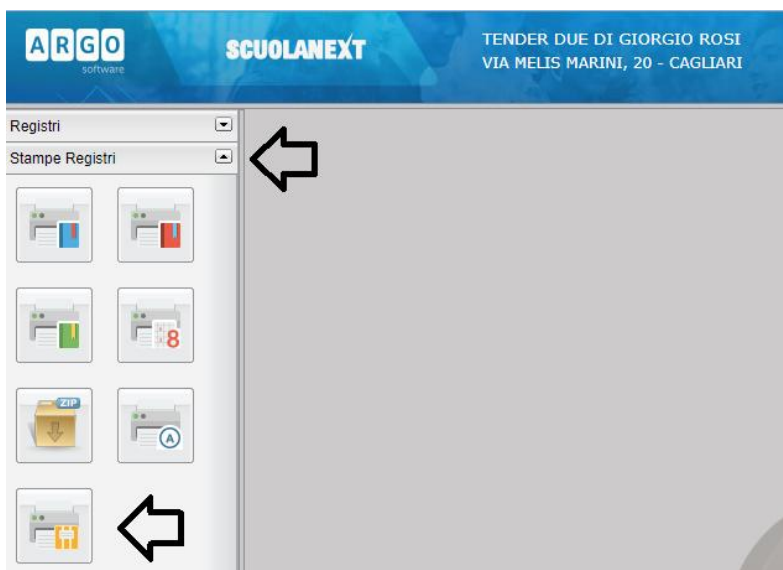 ARGO
software
SCUOLANEXT
TENDER DUE DI GIORGIO ROSI
VIA MELIS MARINI, 20 - CAGLIARI
Registri
Stampe Registri
8
ZIP
A